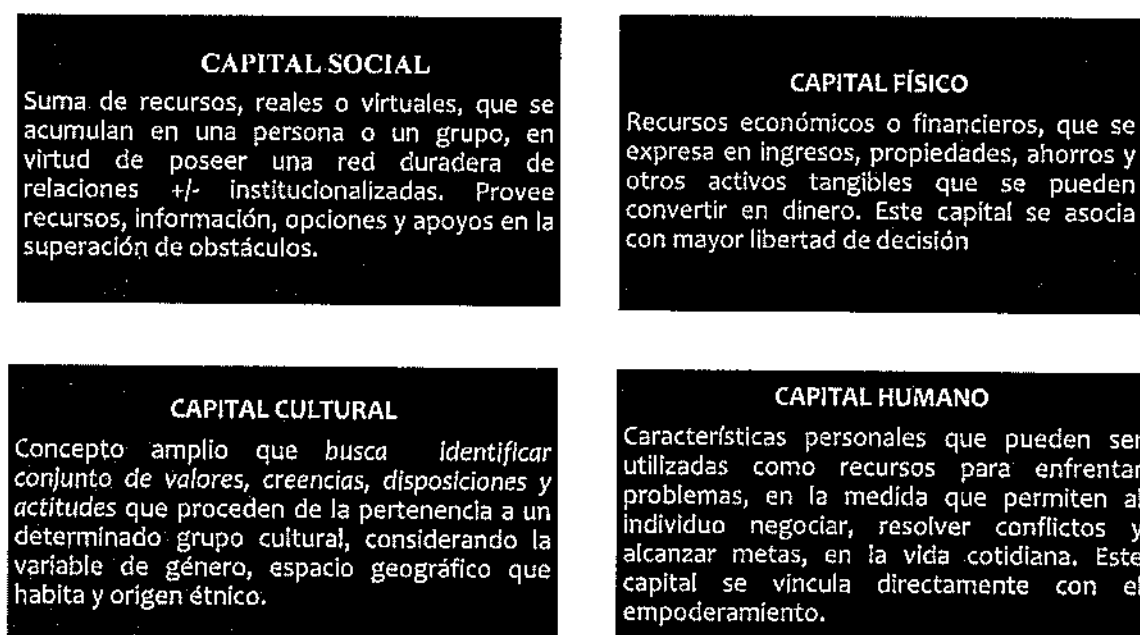 CAPITAL SOCIAL
Suma de recursos, reales o virtuales, que se
acumulan en una persona o un grupo, en
virtud de poseer una red duradera de
relaciones +/- institucionalizadas. Provee
recursos, información, opciones y apoyos en la
superación de obstáculos.
CAPITAL FÍSICO
Recursos económicos o financieros, que se
expresa en ingresos, propiedades, ahorros y
otros activos tangibles que se pueden
convertir en dinero. Este capital se asocia
con mayor libertad de decisión
CAPITAL CULTURAL
Concepto amplio que busca identificar
conjunto de valores, creencias, disposiciones y
actitudes que proceden de la pertenencia a un
determinado grupo cultural, considerando la
variable de género, espacio geográfico que
habita y origen étnico.
CAPITAL HUMANO
Características personales que pueden ser
utilizadas como recursos para enfrentar
problemas, en la medida que permiten al
individuo negociar, resolver conflictos y
alcanzar metas, en la vida cotidiana. Este
capital se vincula directamente con el
empoderamiento.